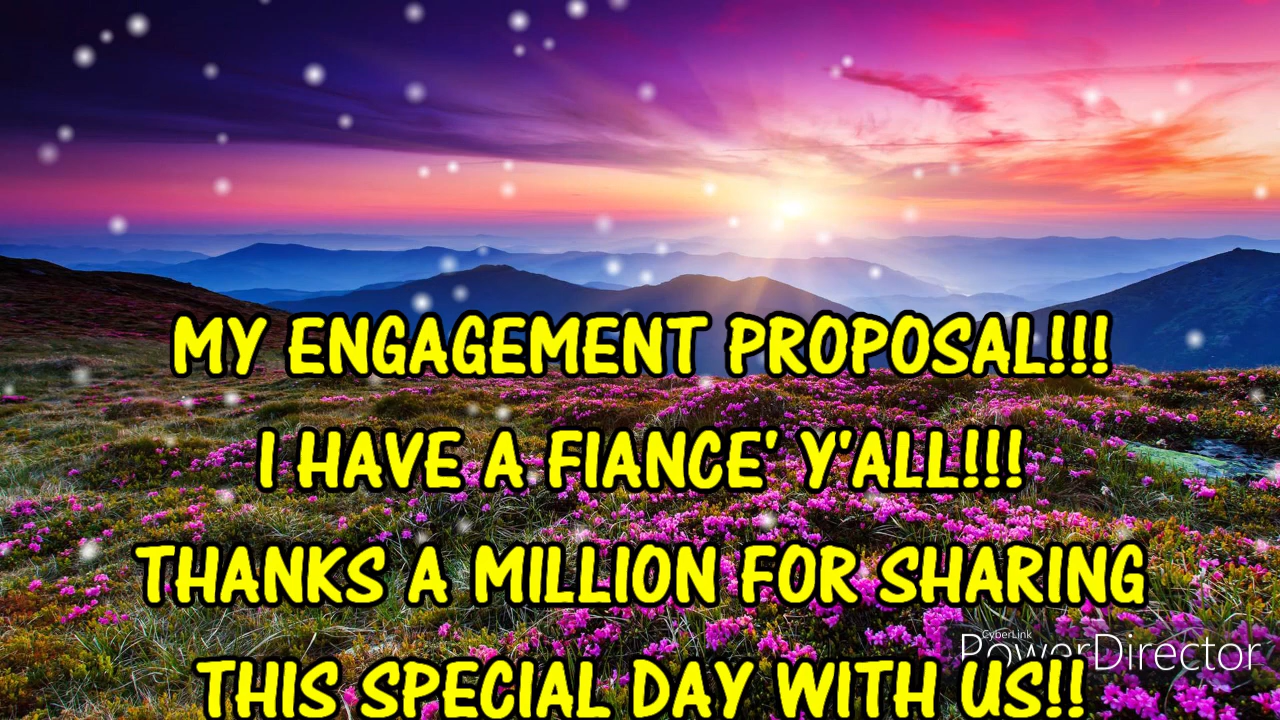 MY ENGAGEMENT PROPOSAL!!!
I HAVE A FIANCE' Y'ALL!!!
THANKS A MILLION FOR SHARING
CyberLink
PowerDirector
THIS SPECIAL DAY WITH US!!